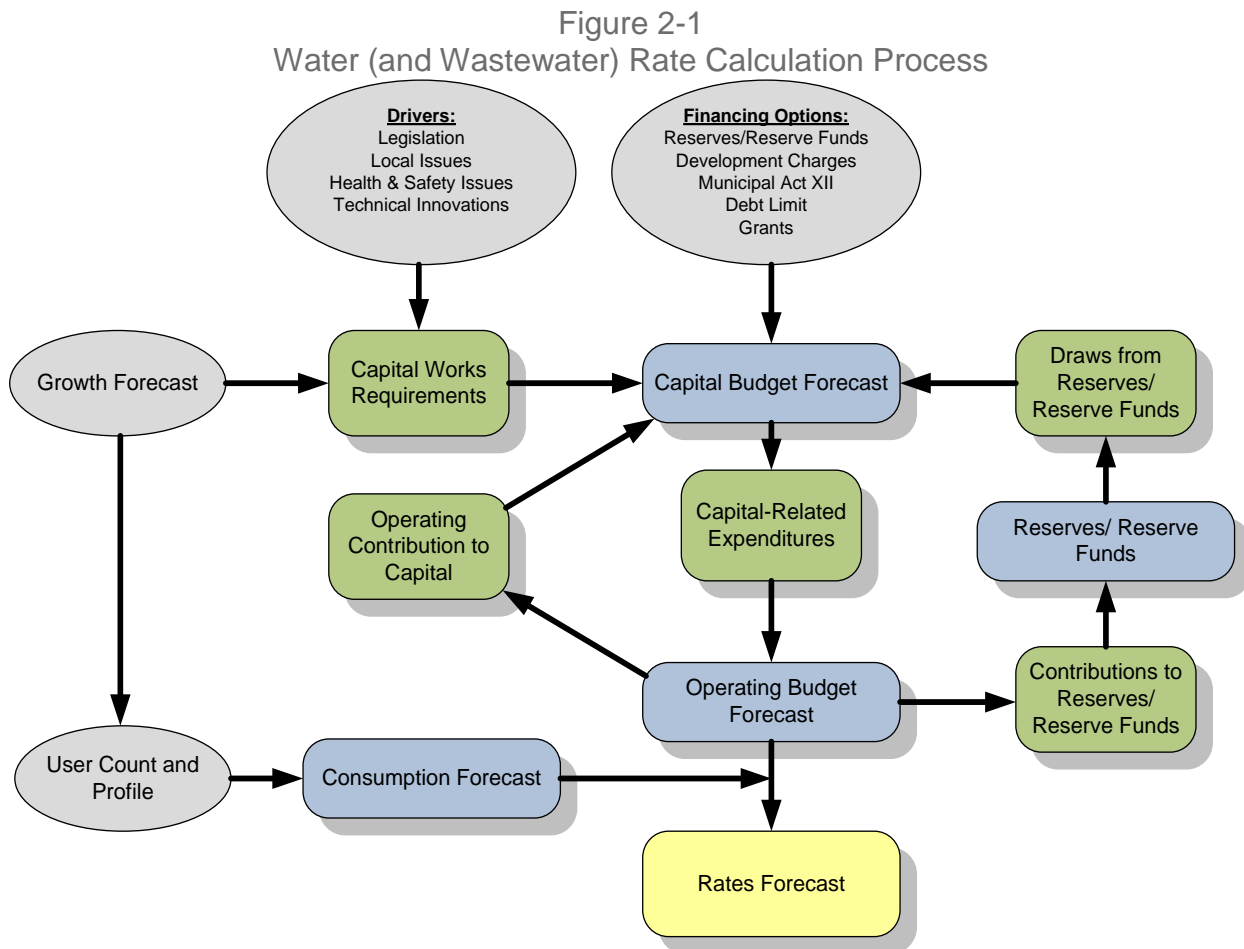 Figure 2-1
Water (and Wastewater) Rate Calculation Process
Drivers:
Legislation
Local Issues
Health & Safety Issues
Technical Innovations
Financing Options:
Reserves/Reserve Funds
Development Charges
Municipal Act XII
Debt Limit
Grants
Growth Forecast
Capital Works
Requirements
Capital Budget Forecast
Draws from
Reserves/
Reserve Funds
Operating
Contribution to
Capital
Capital-Related
Expenditures
Reserves/ Reserve
Funds
Operating Budget
Forecast
Contributions to
Reserves/
Reserve Funds
User Count and
Profile
Consumption Forecast
Rates Forecast